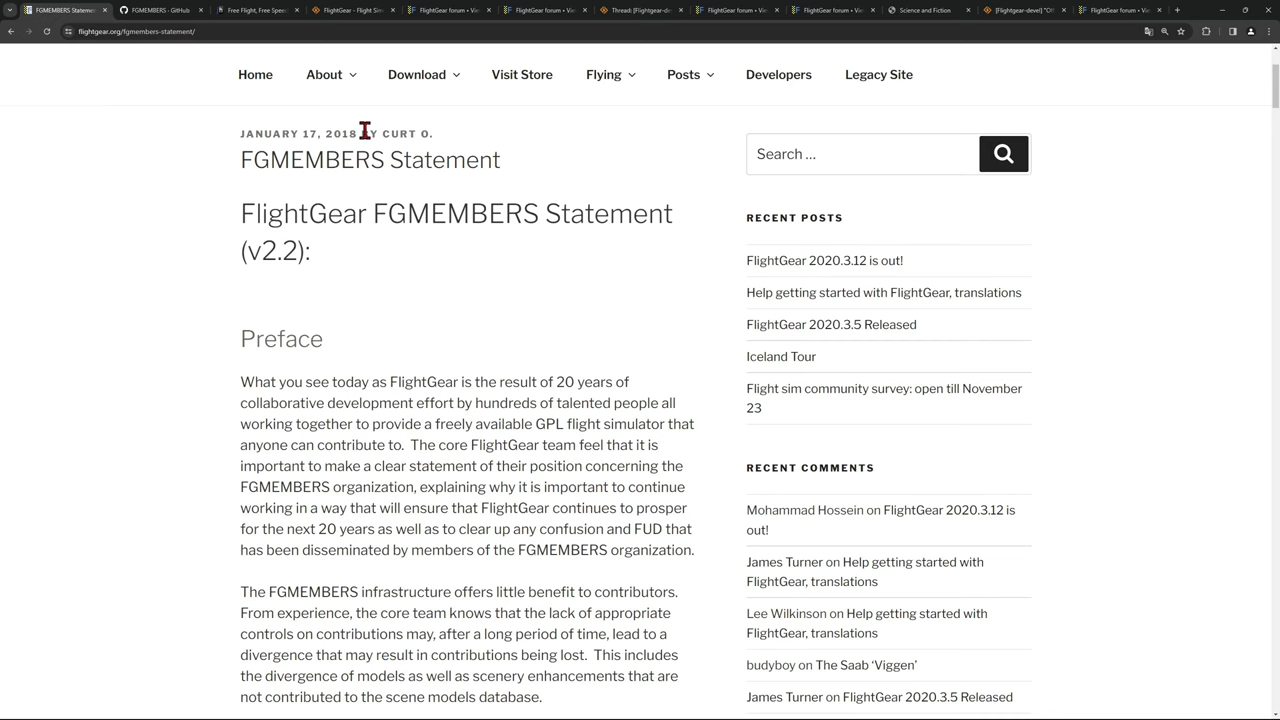 FGMEMBERS Statemen
FGMEMBERS - GitHub
Free Flight, Free Spee
FlightGear - Flight Sim
FlightGear forum • Vie
FlightGear forum • Vie
Thread: [Flightgear-de
FlightGear forum • Vie
FlightGear forum • Vie
Science and Fiction
[Flightgear-devel] "Off
FlightGear forum • Vie
flightgear.org/fgmembers-statement/
Home
About
Download
Visit Store
Flying
Posts
Developers
Legacy Site
JANUARY 17, 2018 BY CURT O.
FGMEMBERS Statement
FlightGear FGMEMBERS Statement
(v2.2):
Preface
What you see today as FlightGear is the result of 20 years of
collaborative development effort by hundreds of talented people all
working together to provide a freely available GPL flight simulator that
anyone can contribute to. The core FlightGear team feel that it is
important to make a clear statement of their position concerning the
FGMEMBERS organization, explaining why it is important to continue
working in a way that will ensure that FlightGear continues to prosper
for the next 20 years as well as to clear up any confusion and FUD that
has been disseminated by members of the FGMEMBERS organization.
The FGMEMBERS infrastructure offers little benefit to contributors.
From experience, the core team knows that the lack of appropriate
controls on contributions may, after a long period of time, lead to a
divergence that may result in contributions being lost. This includes
the divergence of models as well as scenery enhancements that are
not contributed to the scene models database.
Search …
RECENT POSTS
FlightGear 2020.3.12 is out!
Help getting started with FlightGear, translations
FlightGear 2020.3.5 Released
Iceland Tour
Flight sim community survey: open till November
23
RECENT COMMENTS
Mohammad Hossein on FlightGear 2020.3.12 is
out!
James Turner on Help getting started with
FlightGear, translations
Lee Wilkinson on Help getting started with
FlightGear, translations
budyboy on The Saab ‘Viggen’
James Turner on FlightGear 2020.3.5 Released